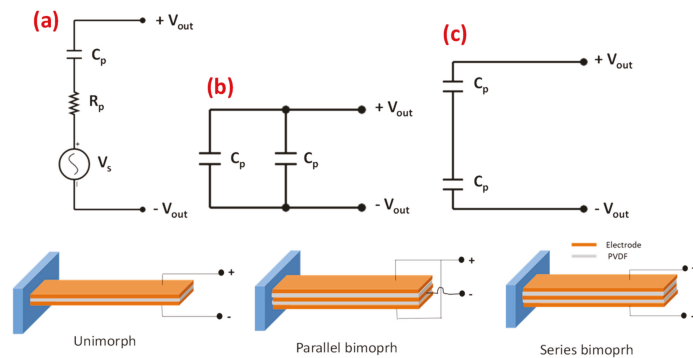 (a)
+ Vout
Cp
Rp
+
Vs
- Vout
(b)
+ Vout
Cp
Cp
- Vout
(c)
+ Vout
Cp
Cp
- Vout
+
-
Unimorph
+
-
Parallel bimoprh
Electrode
PVDF
+
-
Series bimoprh